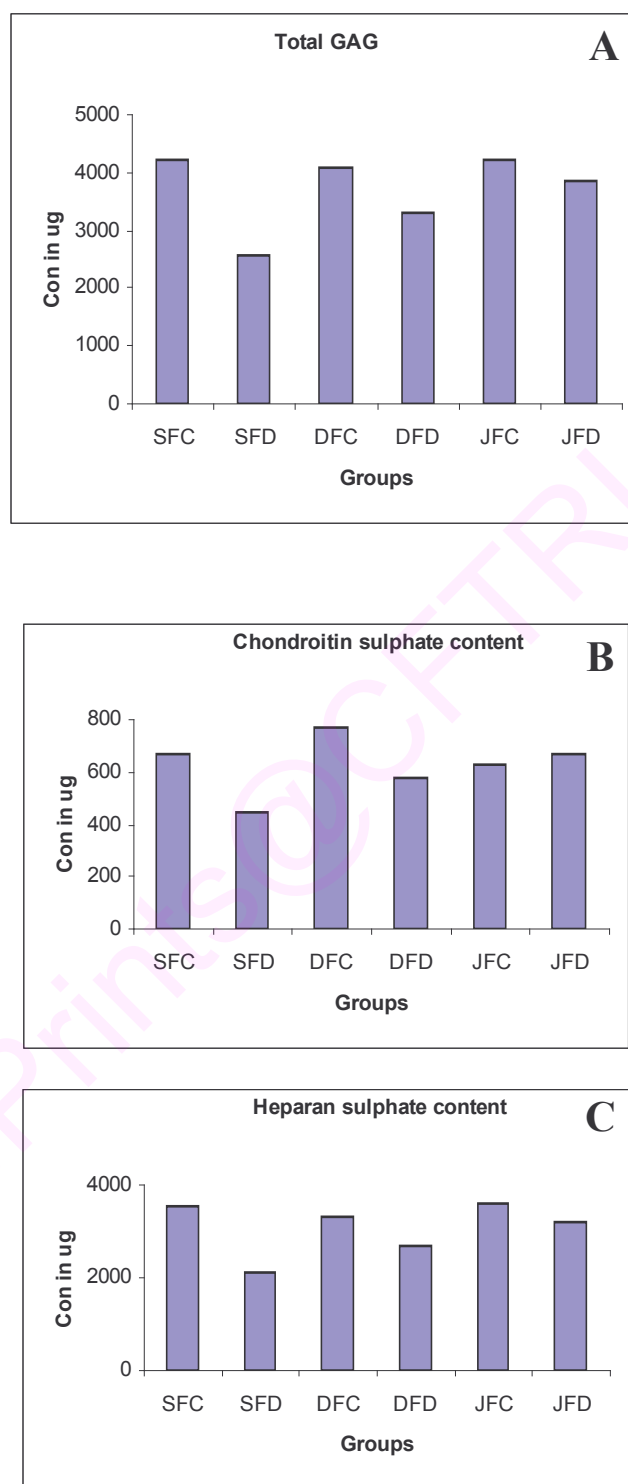 Total GAG
A
5000
4000
3000
2000
1000
0
Con in ug
SFC SFD DFC DFD JFC JFD
Groups
Chondroitin sulphate content
B
800
600
400
200
0
Con in ug
SFC SFD DFC DFD JFC JFD
Groups
Heparan sulphate content
C
4000
2000
0
Con in ug
SFC SFD DFC DFD JFC JFD
Groups
Prints@CFTRI